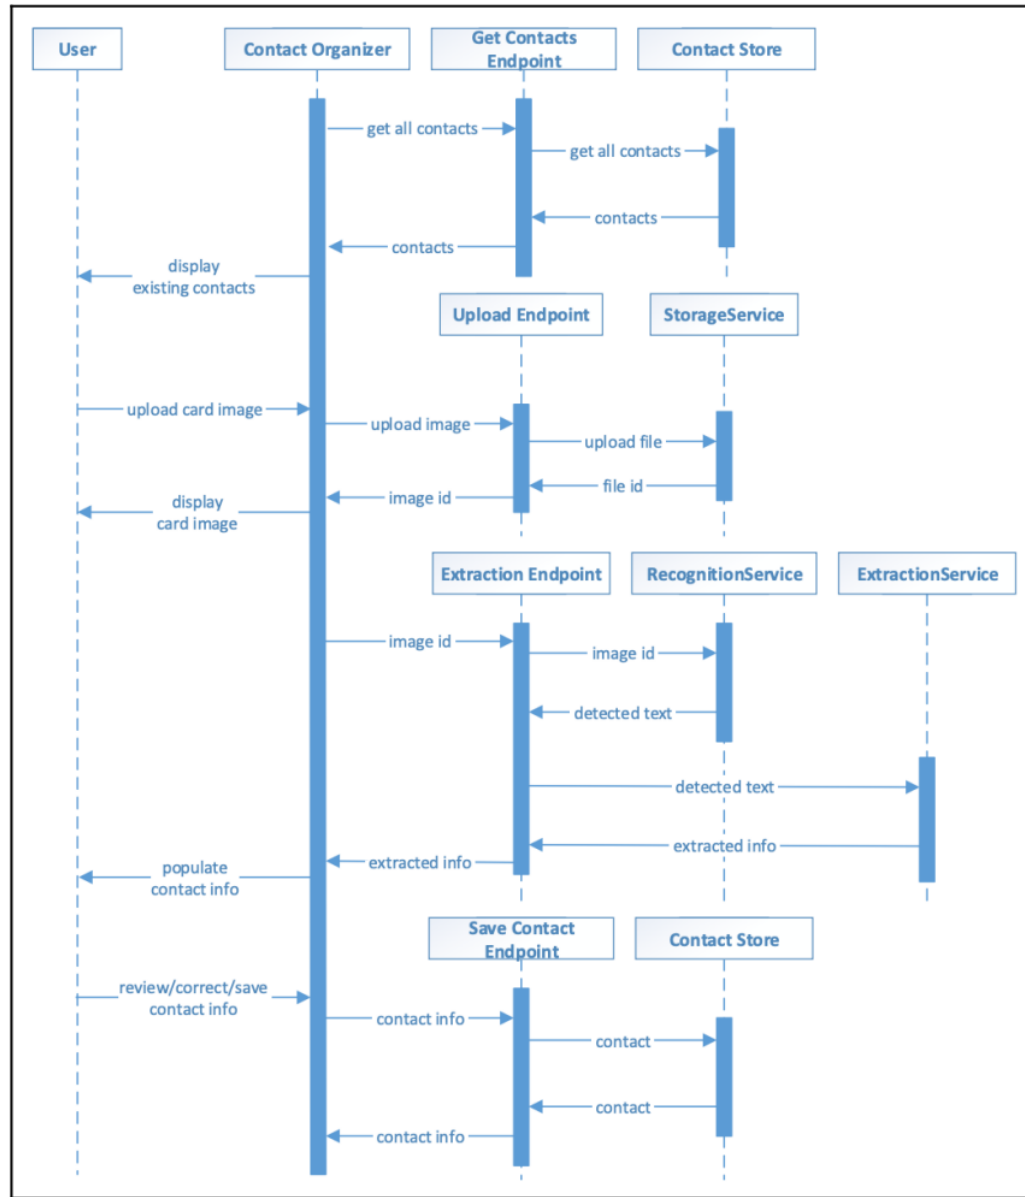 User
Contact Organizer
Get Contacts
Endpoint
Contact Store
get all contacts
get all contacts
contacts
contacts
display
existing contacts
Upload Endpoint
StorageService
upload card image
upload image
upload file
file id
image id
display
card image
Extraction Endpoint
RecognitionService
ExtractionService
image id
image id
detected text
detected text
extracted info
extracted info
populate
contact info
Save Contact
Endpoint
Contact Store
review/correct/save
contact info
contact info
contact
contact
contact info